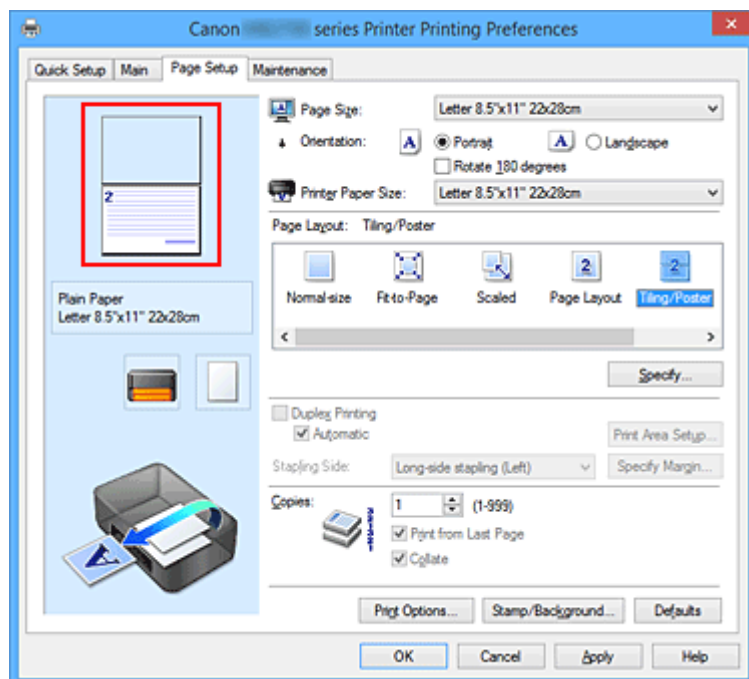 Canon series Printer Printing Preferences
Quick Setup Main Page Setup Maintenance
2
Plain Paper
Letter 8.5"x11" 22x28cm
A
Page Size: Letter 8.5"x11" 22x28cm
Orientation: A Portrait A Landscape
Rotate 180 degrees
Printer Paper Size: Letter 8.5"x11" 22x28cm
Page Layout: Tiling/Poster
2 2
Normal-size Fit-to-Page Scaled Page Layout Tiling/Poster
Specify...
Duplex Printing
Automatic Print Area Setup...
Stapling Side: Long-side stapling (Left) Specify Margin...
Copies: 1 (1-999)
Print from Last Page
Collate
Print Options... Stamp/Background... Defaults
OK Cancel Apply Help